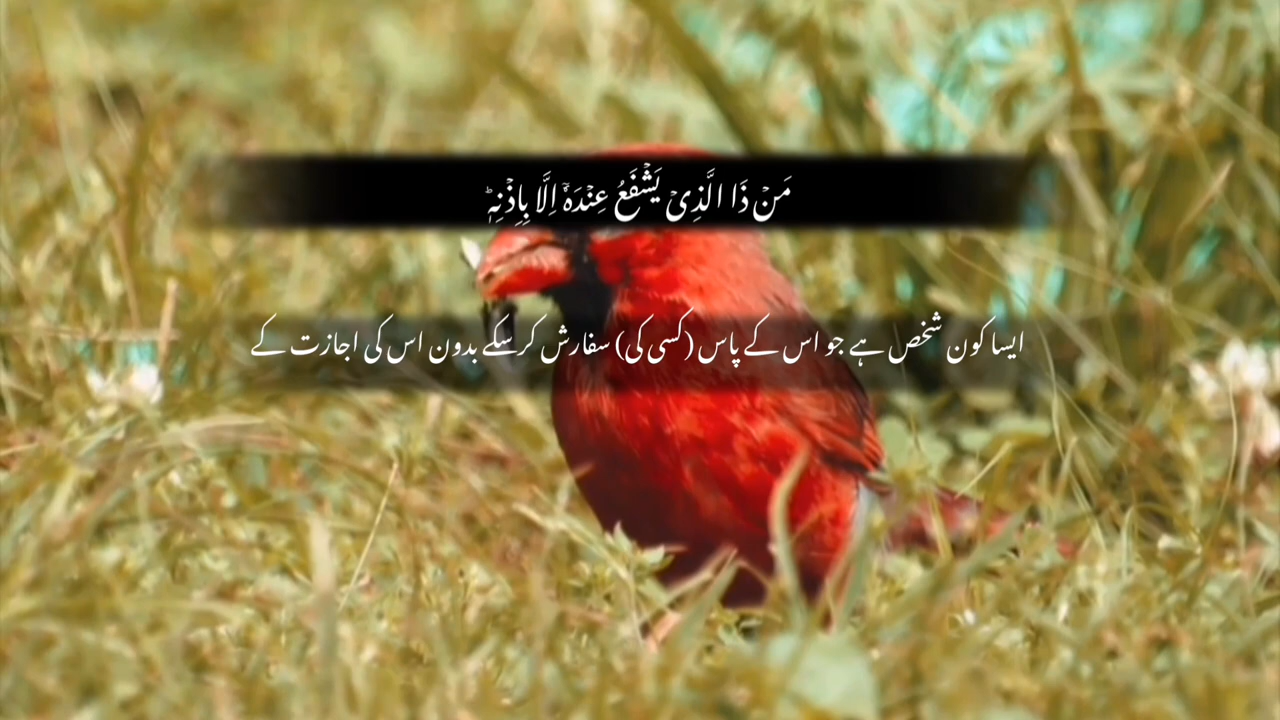 مَنۡ ذَا الَّذِىۡ يَشۡفَعُ عِنۡدَهٗۤ اِلَّا بِاِذۡنِهٖ‌ؕ
ایسا کون شخص ہے جو اس کے پاس (کسی کی) سفارش کرسکے بدون اس کی اجازت کے